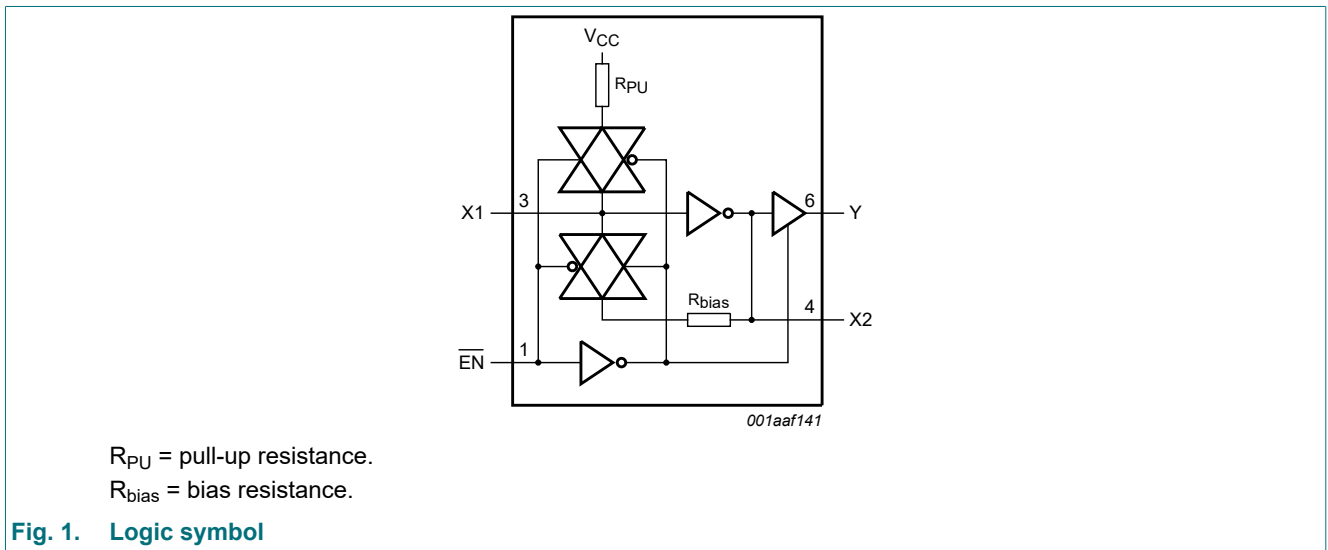 VCC
RPU
X1
3
6
Y
Rbias
4
X2
EN
1
001aaf141
RPU = pull-up resistance.
Rbias = bias resistance.
Fig. 1. Logic symbol